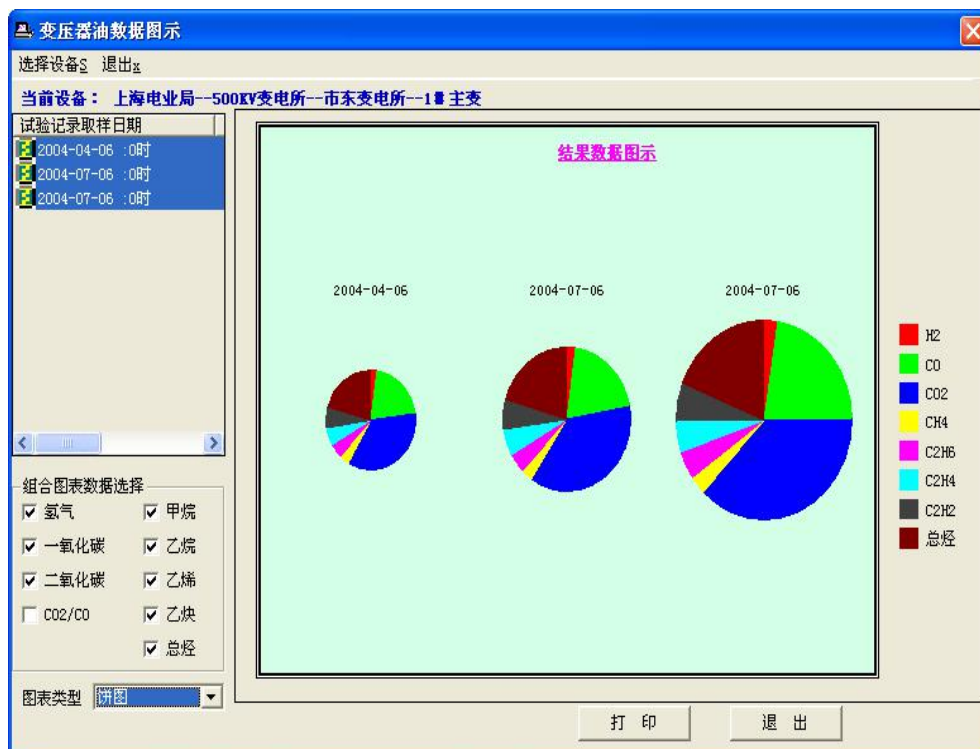 变压器油数据图示
选择设备S 退出x
当前设备： 上海电业局--500KV变电所--市东变电所--1#主变
试验记录取样日期
2004-04-06 :0时
2004-07-06 :0时
2004-07-06 :0时
结果数据图示
2004-04-06
2004-07-06
2004-07-06
H2
CO
CO2
CH4
C2H6
C2H4
C2H2
总烃
组合图表数据选择
氢气 甲烷
一氧化碳 乙烷
二氧化碳 乙烯
CO2/CO 乙炔
总烃
图表类型 饼图
打 印 退 出